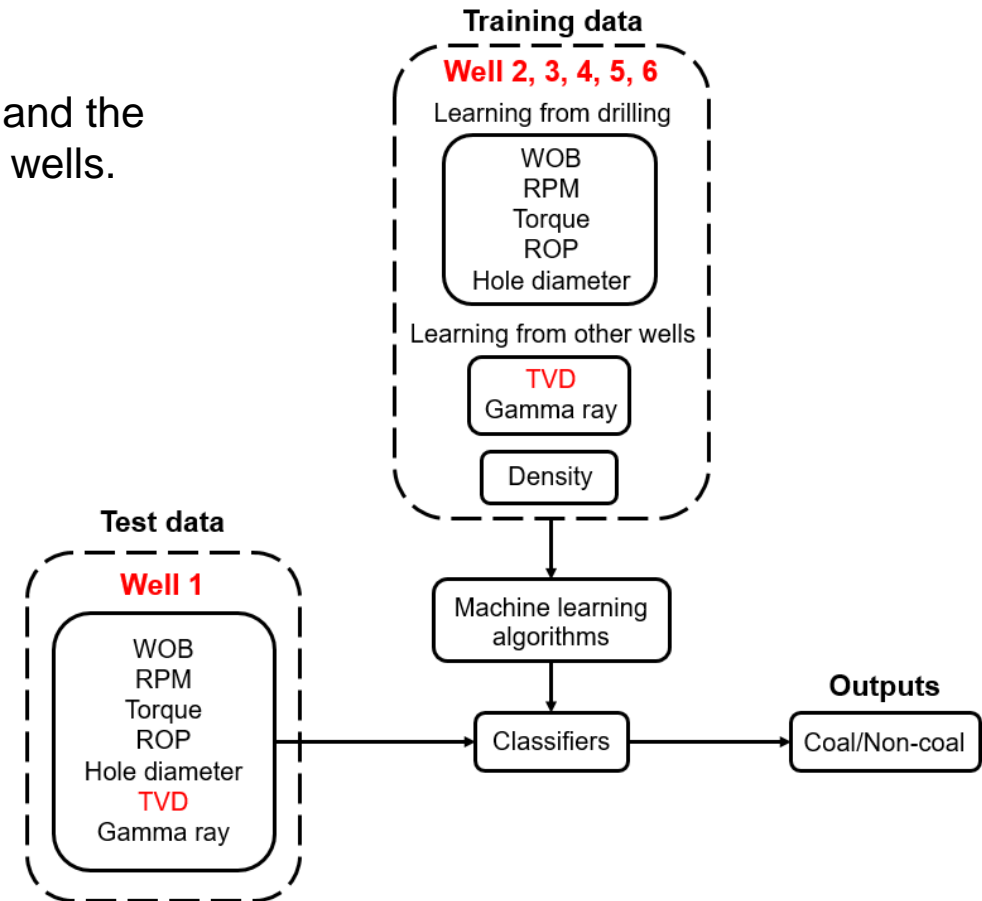 and the
wells.
Training data
Well 2, 3, 4, 5, 6
Learning from drilling
WOB
RPM
Torque
ROP
Hole diameter
Learning from other wells
TVD
Gamma ray
Density
Machine learning
algorithms
Test data
Well 1
WOB
RPM
Torque
ROP
Hole diameter
TVD
Gamma ray
Classifiers
Outputs
Coal/Non-coal